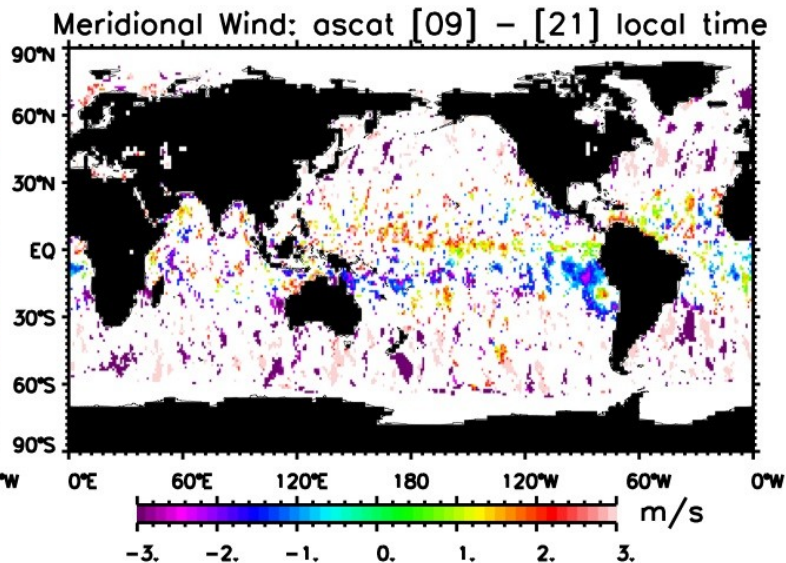 Meridional Wind: ascat [09] – [21] local time
90°N
60°N
30°N
EQ
30°S
60°S
90°S
°W 0°E 60°E 120°E 180 120°W 60°W 0°W
m/s
-3. -2. -1. 0. 1. 2. 3.